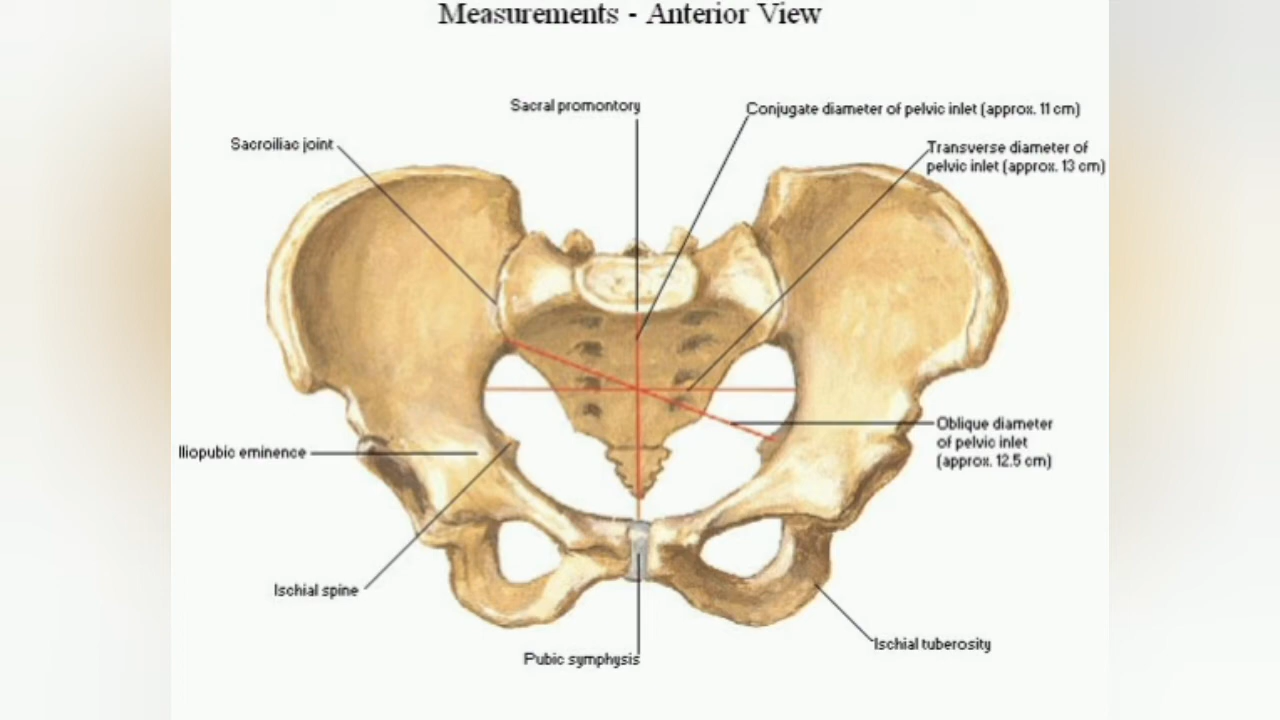 Measurements - Anterior View
Sacral promontory
Conjugate diameter of pelvic inlet (approx. 11 cm)
Sacroiliac joint
Transverse diameter of
pelvic inlet (approx. 13 cm)
Oblique diameter
of pelvic inlet
(approx. 12.5 cm)
Iliopubic eminence
Ischial spine
Ischial tuberosity
Pubic symphysis